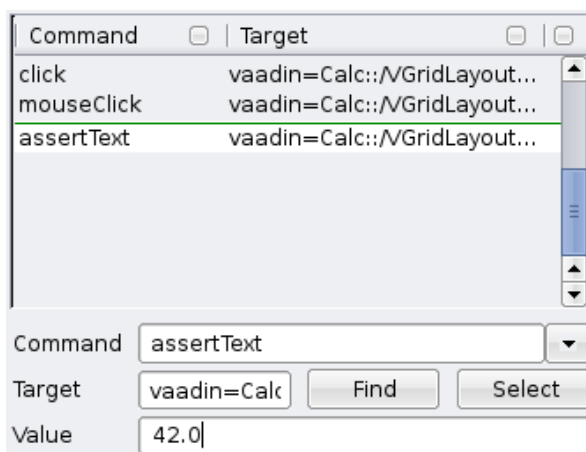 Command Target
click vaadin=Calc::/VGridLayout...
mouseClick vaadin=Calc::/VGridLayout...
assertText vaadin=Calc::/VGridLayout...
Command assertText
Target vaadin=Calc Find Select
Value 42.0